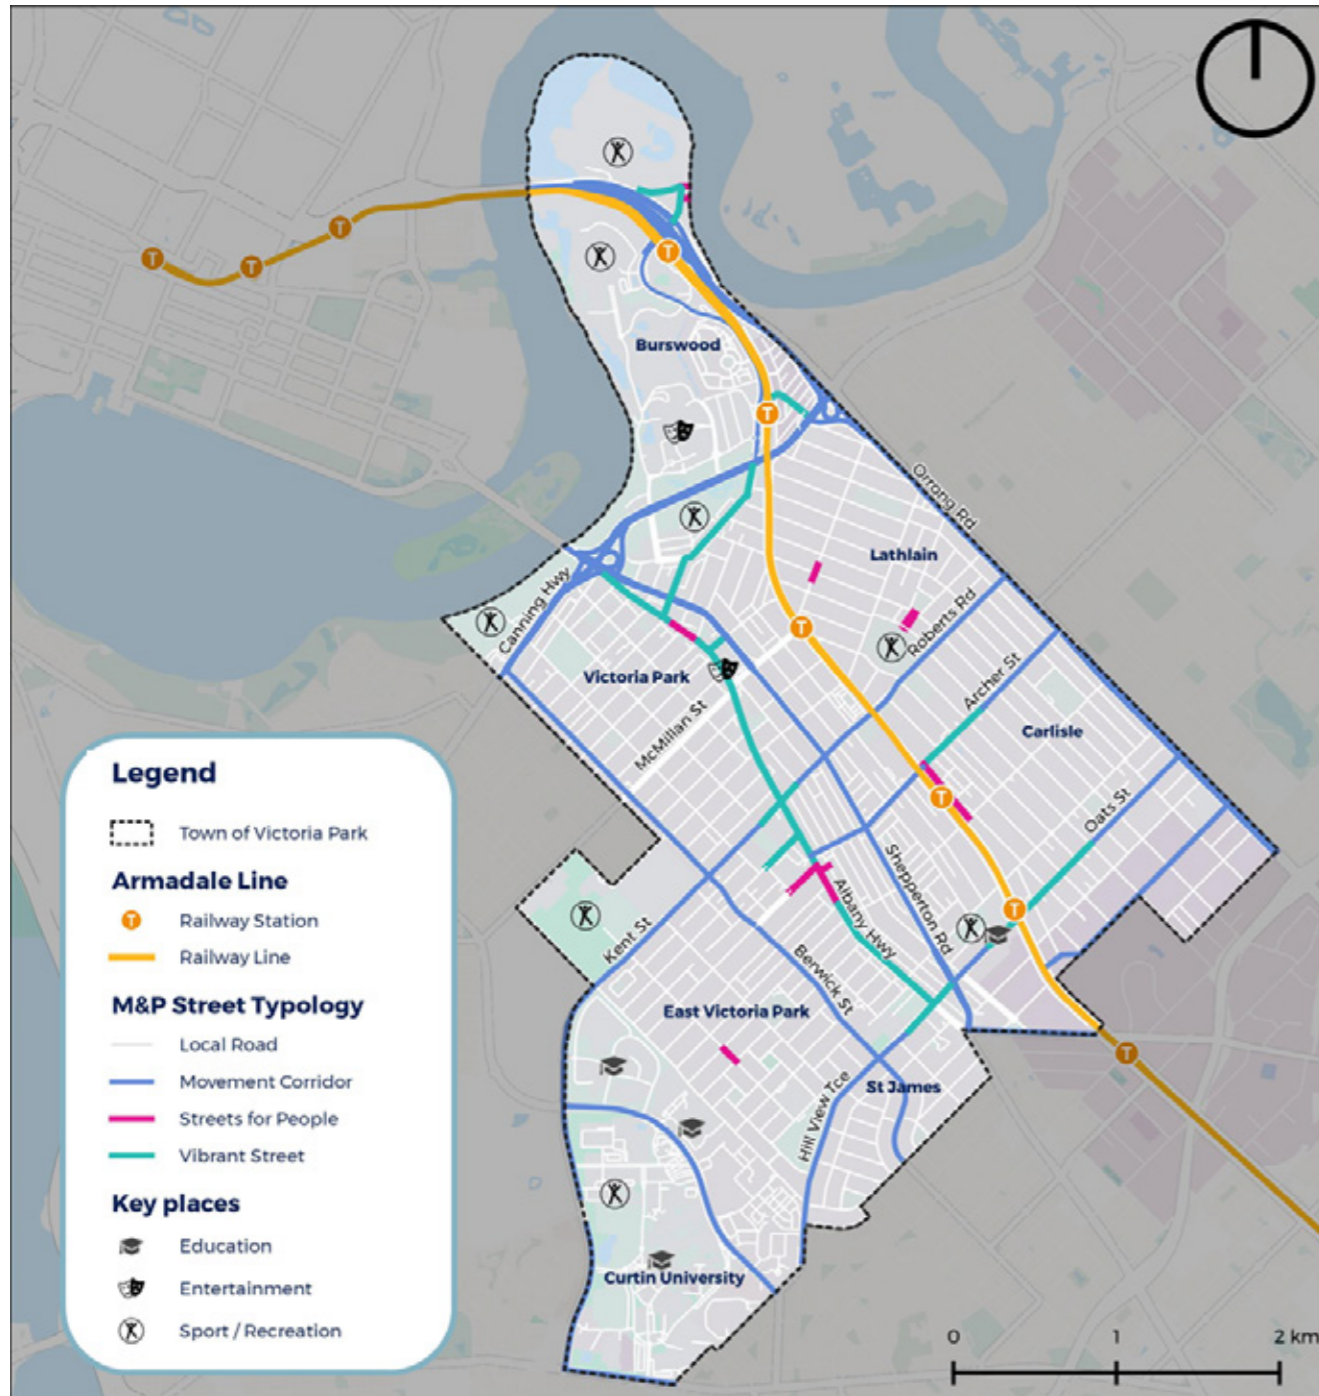 T
T
T
T
Burswood
T
Orrong Rd
Lathlain
Canning Hwy
Roberts Rd
T
Victoria Park
Archer St
McMillan St
Carlisle
T
Oats St
Legend
Town of Victoria Park
Armadale Line
T Railway Station
Railway Line
M&P Street Typology
Local Road
Movement Corridor
Streets for People
Vibrant Street
Key places
Education
Entertainment
Sport / Recreation
Shepperton Rd
Albany Hwy
T
Kent St
Berwick St
East Victoria Park
T
St James
Hill View Tce
Curtin University
0 1 2 km